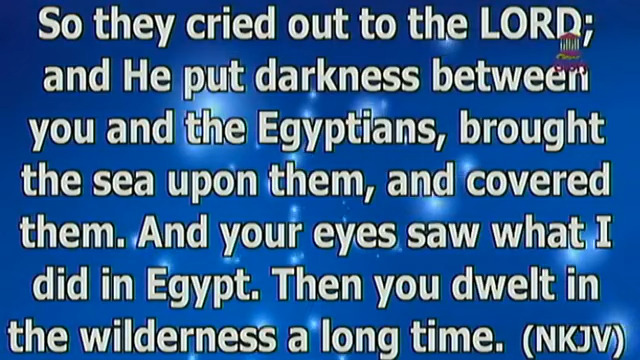 So they cried out to the LORD;
and He put darkness between
you and the Egyptians, brought
the sea upon them, and covered
them. And your eyes saw what I
did in Egypt. Then you dwelt in
the wilderness a long time. (NKJV)